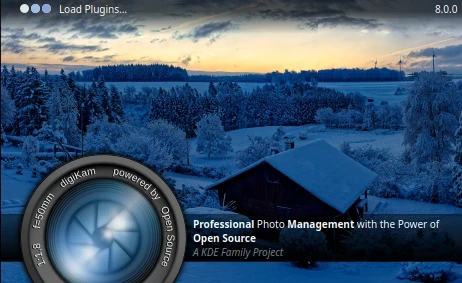 Load Plugins...
8.0.0
1:1.8 f=50mm digiKam powered by Open Source
Professional Photo Management with the Power of
Open Source
A KDE Family Project